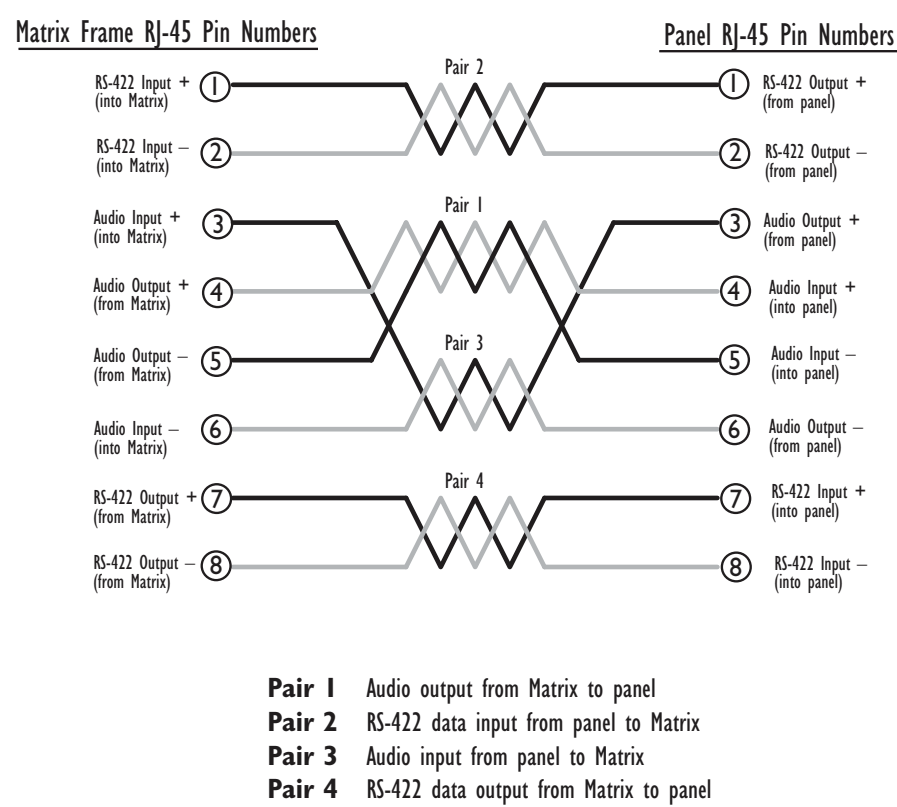 Matrix Frame RJ-45 Pin Numbers
Panel RJ-45 Pin Numbers
Pair 2
RS-422 Input +
(into Matrix)
1
1
RS-422 Output +
(from panel)
RS-422 Input –
(into Matrix)
2
2
RS-422 Output –
(from panel)
Pair 1
Audio Input +
(into Matrix)
3
3
Audio Output +
(from panel)
Audio Output +
(from Matrix)
4
4
Audio Input +
(into panel)
Pair 3
Audio Output –
(from Matrix)
5
5
Audio Input –
(into panel)
Audio Input –
(into Matrix)
6
6
Audio Output –
(from panel)
Pair 4
RS-422 Output +
(from Matrix)
7
7
RS-422 Input +
(into panel)
RS-422 Output –
(from Matrix)
8
8
RS-422 Input –
(into panel)
Pair 1 Audio output from Matrix to panel
Pair 2 RS-422 data input from panel to Matrix
Pair 3 Audio input from panel to Matrix
Pair 4 RS-422 data output from Matrix to panel